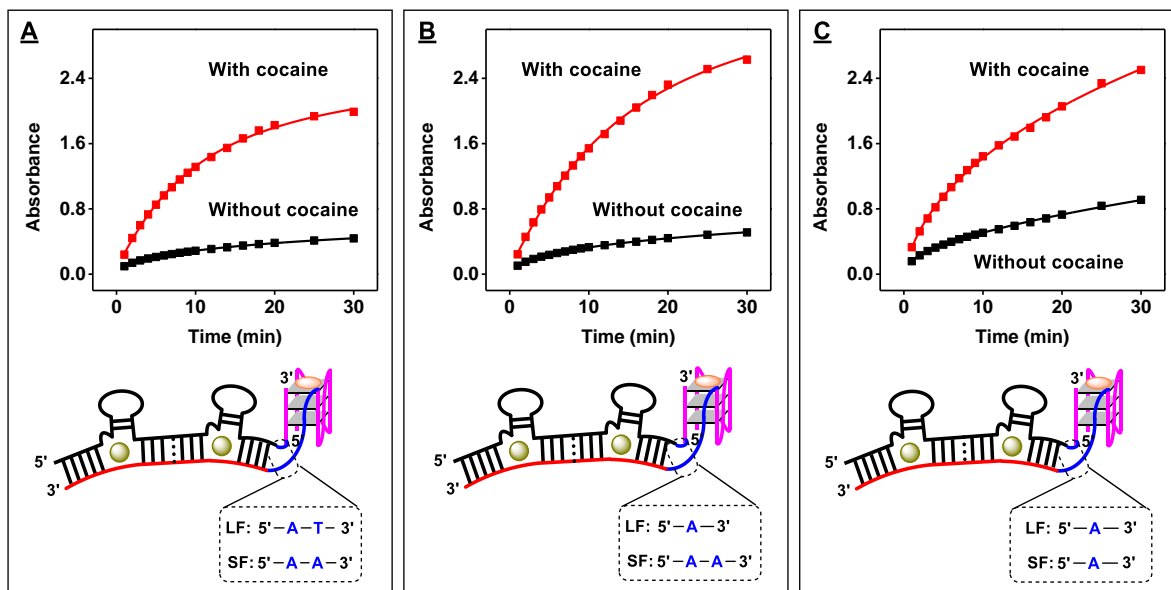 A
With cocaine
Without cocaine
Absorbance
2.4
1.6
0.8
0.0
0
10
20
30
Time (min)
3'
5'
5'
3'
LF: 5'–A–T–3'
SF: 5'–A–A–3'
B
With cocaine
Without cocaine
Absorbance
2.4
1.6
0.8
0.0
0
10
20
30
Time (min)
3'
5'
5'
3'
LF: 5'–A–3'
SF: 5'–A–A–3'
C
With cocaine
Without cocaine
Absorbance
2.4
1.6
0.8
0.0
0
10
20
30
Time (min)
3'
5'
5'
3'
LF: 5'–A–3'
SF: 5'–A–3'